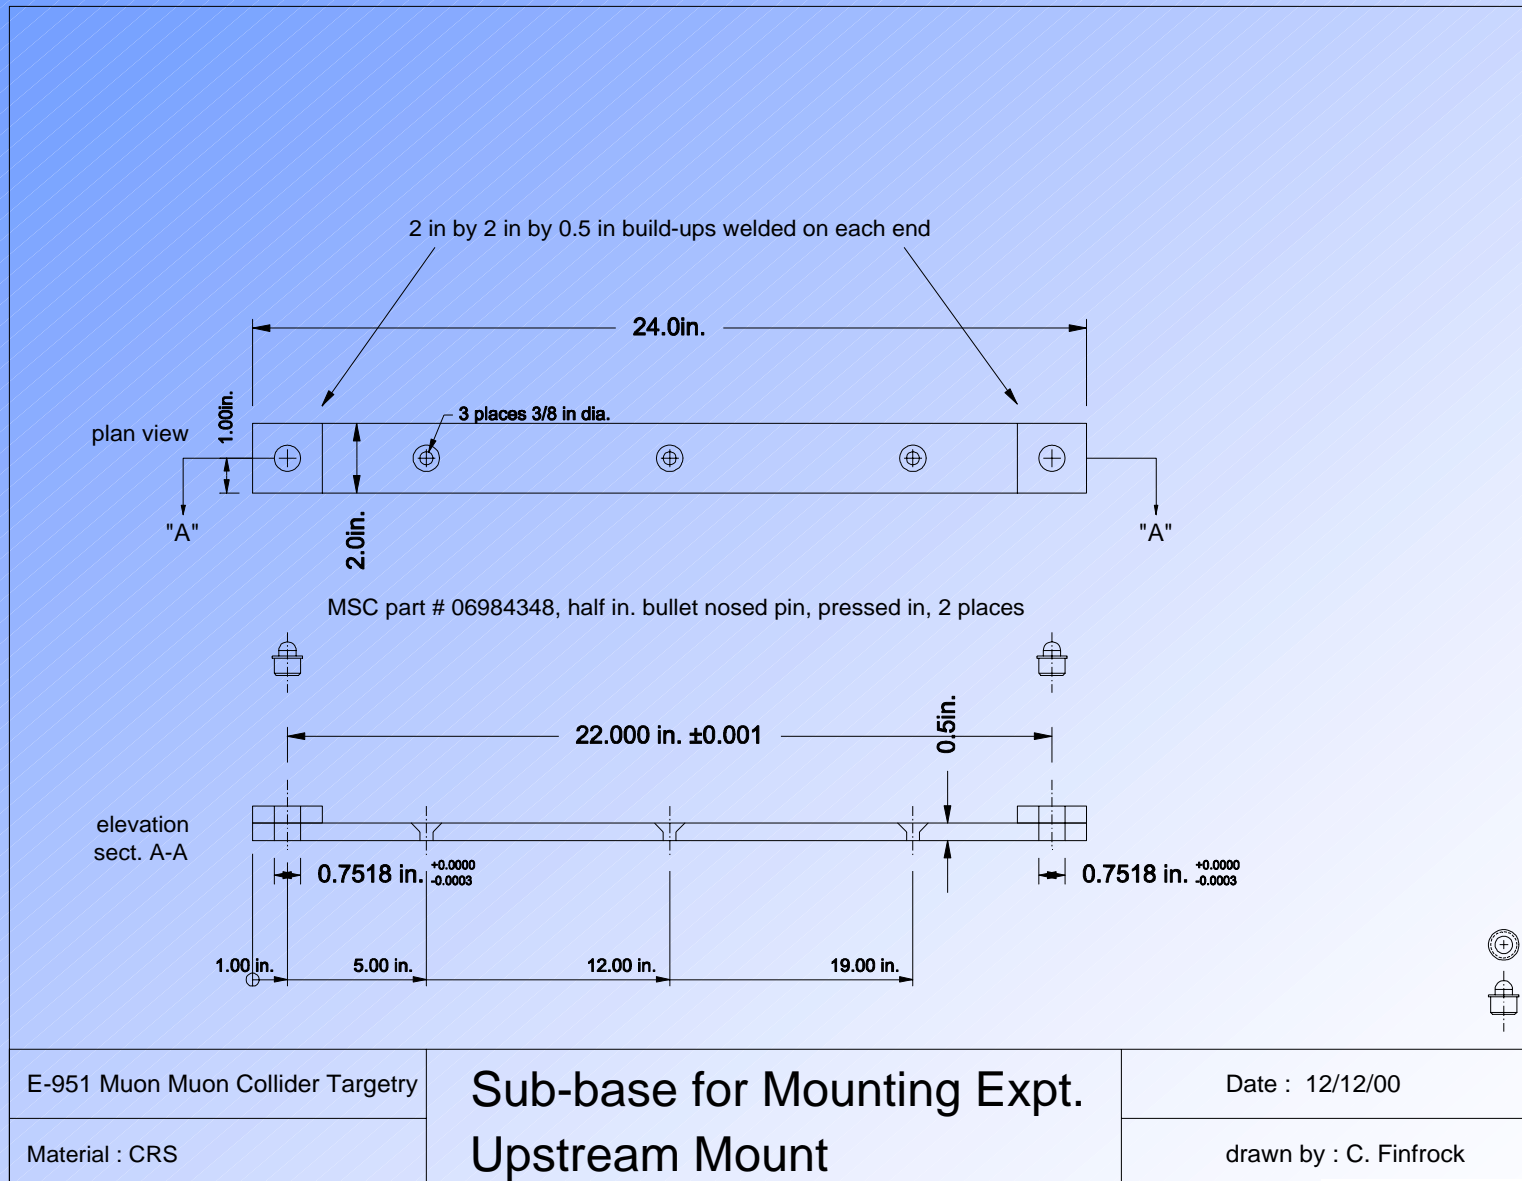 2 in by 2 in by 0.5 in build-ups welded on each end
24.0in.
1.00in.
3 places 3/8 in dia.
plan view
"A"
"A"
2.0in.
MSC part # 06984348, half in. bullet nosed pin, pressed in, 2 places
22.000 in. ±0.001
0.5in.
elevation
sect. A-A
0.7518 in. +0.0000 -0.0003
0.7518 in. +0.0000 -0.0003
1.00 in.
5.00 in.
12.00 in.
19.00 in.
E-951 Muon Muon Collider Targetry
Material : CRS
Sub-base for Mounting Expt.
Upstream Mount
Date : 12/12/00
drawn by : C. Finfrock